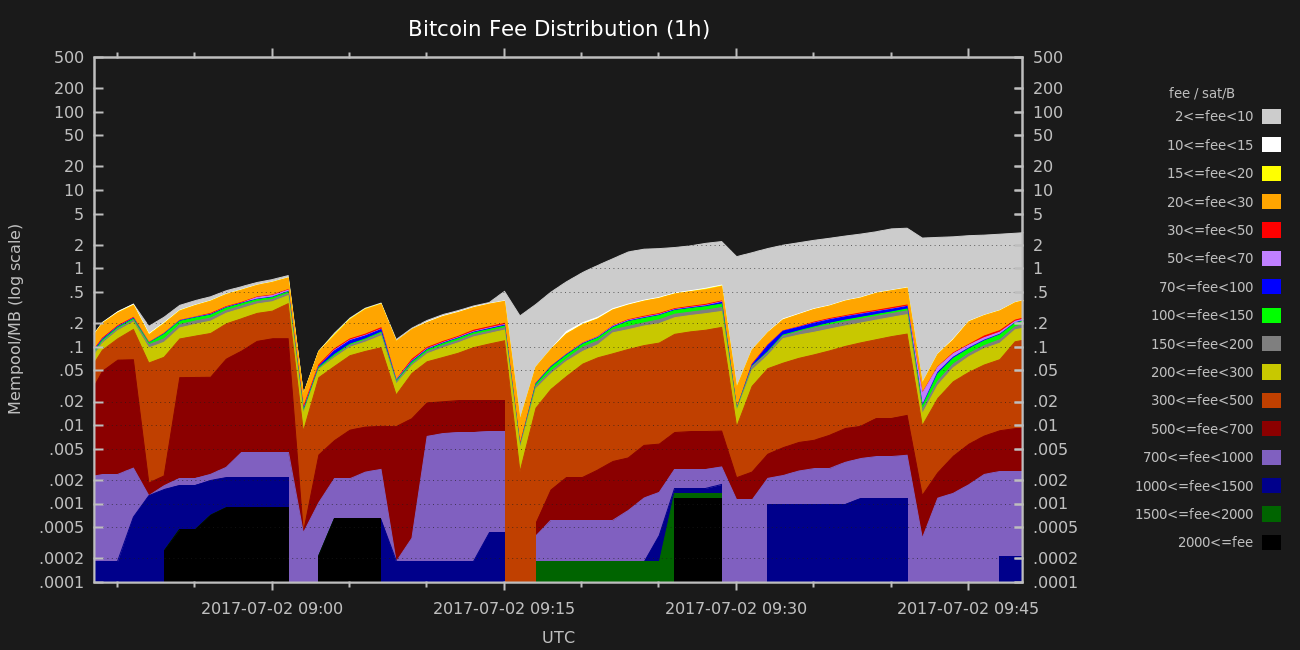 Bitcoin Fee Distribution (1h)
Mempool/MB (log scale)
500 500
200 200
100 100
50 50
20 20
10 10
5 5
2 2
1 1
.5 .5
.2 .2
.1 .1
.05 .05
.02 .02
.01 .01
.005 .005
.002 .002
.001 .001
.0005 .0005
.0002 .0002
.0001 .0001
2017-07-02 09:00 2017-07-02 09:15 2017-07-02 09:30 2017-07-02 09:45
UTC
fee / sat/B
2<=fee<10
10<=fee<15
15<=fee<20
20<=fee<30
30<=fee<50
50<=fee<70
70<=fee<100
100<=fee<150
150<=fee<200
200<=fee<300
300<=fee<500
500<=fee<700
700<=fee<1000
1000<=fee<1500
1500<=fee<2000
2000<=fee